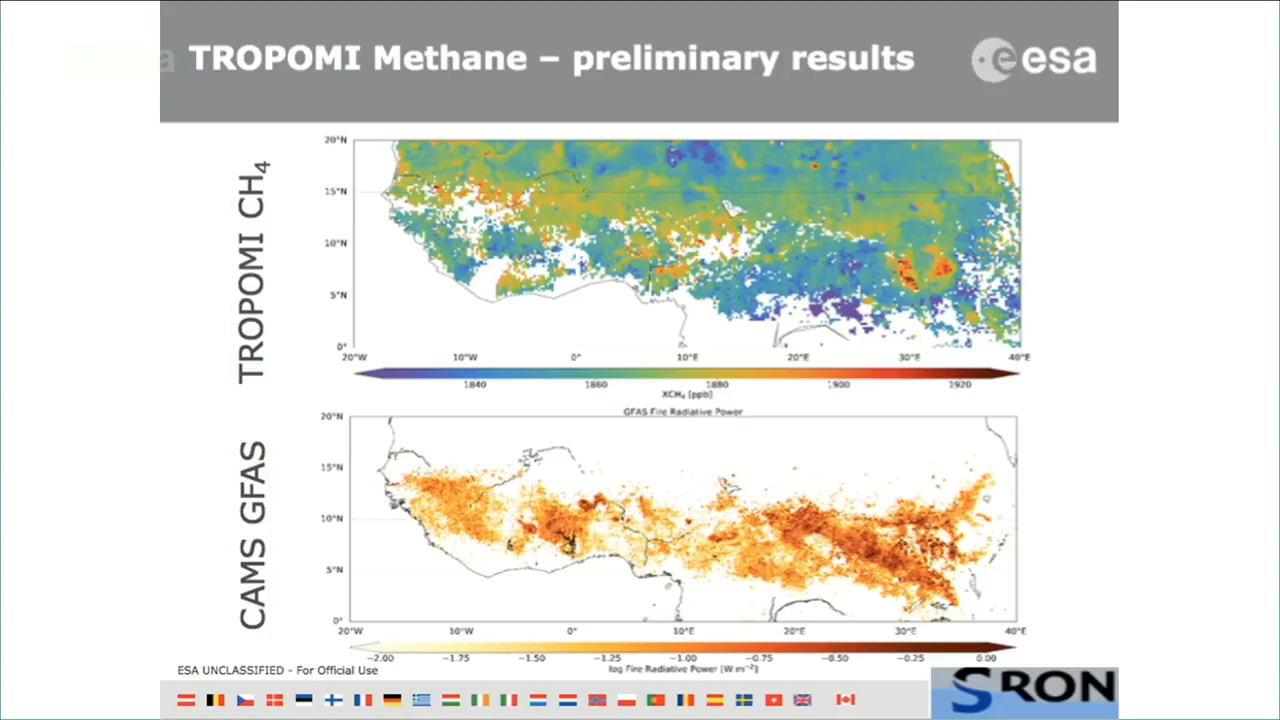 TROPOMI Methane – preliminary results
esa
TROPOMI CH4
20°N
15°N
10°N
5°N
0°
20°W 10°W 0° 10°E 20°E 30°E 40°E
1840 1860 1880 1900 1920
XCH4 [ppb]
GFAS Fire Radiative Power
CAMS GFAS
20°N
15°N
10°N
5°N
0°
20°W 10°W 0° 10°E 20°E 30°E 40°E
−2.00 −1.75 −1.50 −1.25 −1.00 −0.75 −0.50 −0.25 0.00
log Fire Radiative Power [W m−2]
ESA UNCLASSIFIED - For Official Use
SRON